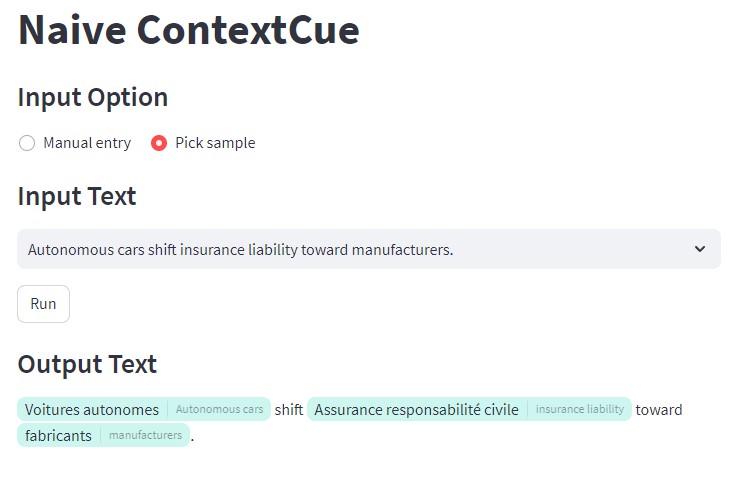 Naive ContextCue
Input Option
Manual entry Pick sample
Input Text
Autonomous cars shift insurance liability toward manufacturers.
Run
Output Text
Voitures autonomes Autonomous cars shift Assurance responsabilité civile insurance liability toward
fabricants manufacturers .